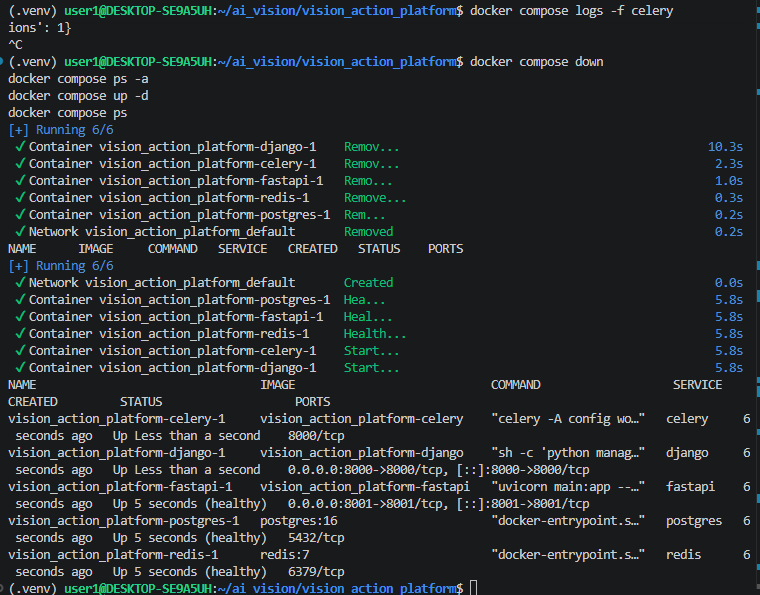 (.venv) user1@DESKTOP-SE9A5UH:~/ai_vision/vision_action_platform$ docker compose logs -f celery
ions': 1}
^C
(.venv) user1@DESKTOP-SE9A5UH:~/ai_vision/vision_action_platform$ docker compose down
docker compose ps -a
docker compose up -d
docker compose ps
[+] Running 6/6
✓ Container vision_action_platform-django-1 Remov... 10.3s
✓ Container vision_action_platform-celery-1 Remov... 2.3s
✓ Container vision_action_platform-fastapi-1 Remo... 1.0s
✓ Container vision_action_platform-redis-1 Remove... 0.3s
✓ Container vision_action_platform-postgres-1 Rem... 0.2s
✓ Network vision_action_platform_default Removed 0.2s
NAME IMAGE COMMAND SERVICE CREATED STATUS PORTS
[+] Running 6/6
✓ Network vision_action_platform_default Created 0.0s
✓ Container vision_action_platform-postgres-1 Hea... 5.8s
✓ Container vision_action_platform-fastapi-1 Heal... 5.8s
✓ Container vision_action_platform-redis-1 Health... 5.8s
✓ Container vision_action_platform-celery-1 Start... 5.8s
✓ Container vision_action_platform-django-1 Start... 5.8s
NAME IMAGE COMMAND SERVICE
CREATED STATUS PORTS
vision_action_platform-celery-1 vision_action_platform-celery "celery -A config wo…" celery 6
seconds ago Up Less than a second 8000/tcp
vision_action_platform-django-1 vision_action_platform-django "sh -c 'python manag…" django 6
seconds ago Up Less than a second 0.0.0.0:8000->8000/tcp, [::]:8000->8000/tcp
vision_action_platform-fastapi-1 vision_action_platform-fastapi "uvicorn main:app --…" fastapi 6
seconds ago Up 5 seconds (healthy) 0.0.0.0:8001->8001/tcp, [::]:8001->8001/tcp
vision_action_platform-postgres-1 postgres:16 "docker-entrypoint.s…" postgres 6
seconds ago Up 5 seconds (healthy) 5432/tcp
vision_action_platform-redis-1 redis:7 "docker-entrypoint.s…" redis 6
seconds ago Up 5 seconds (healthy) 6379/tcp
(.venv) user1@DESKTOP-SE9A5UH:~/ai_vision/vision_action_platform$